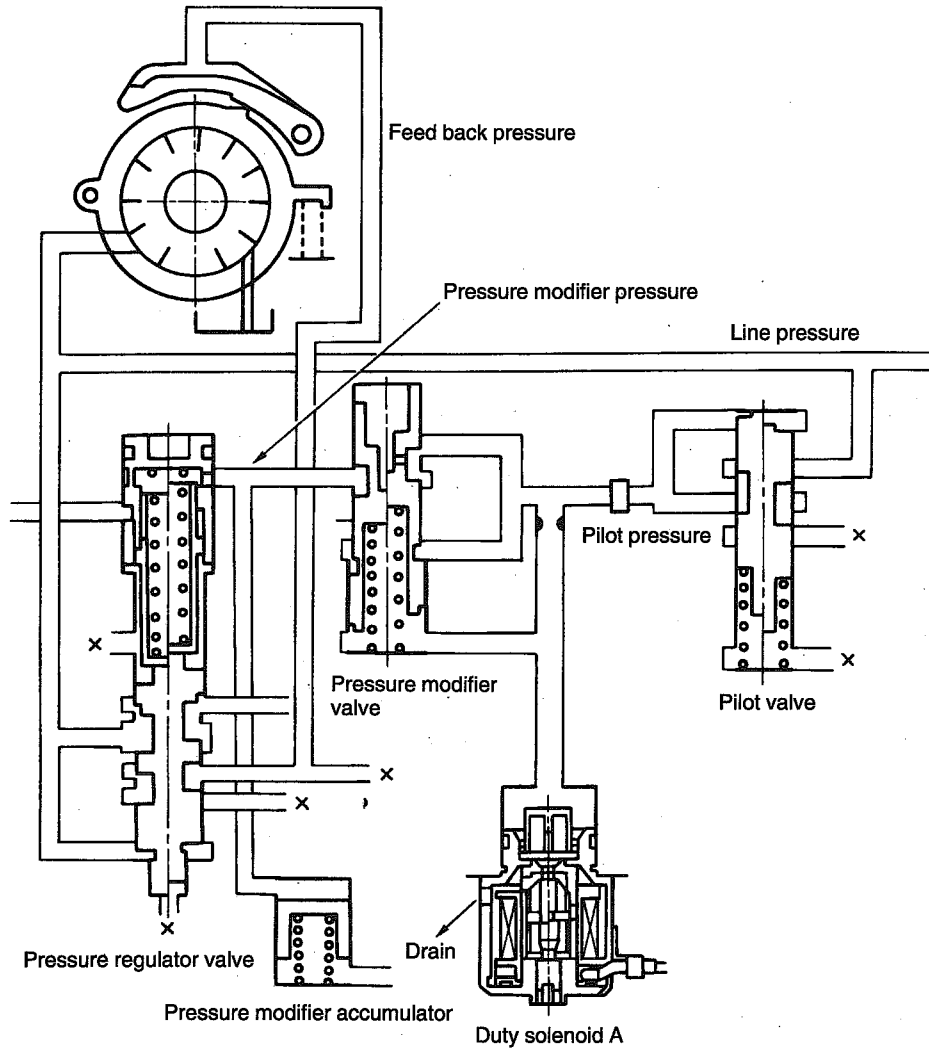 Feed back pressure
Pressure modifier pressure
Line pressure
Pilot pressure
Pressure modifier
valve
Pilot valve
Drain
Pressure regulator valve
Pressure modifier accumulator
Duty solenoid A